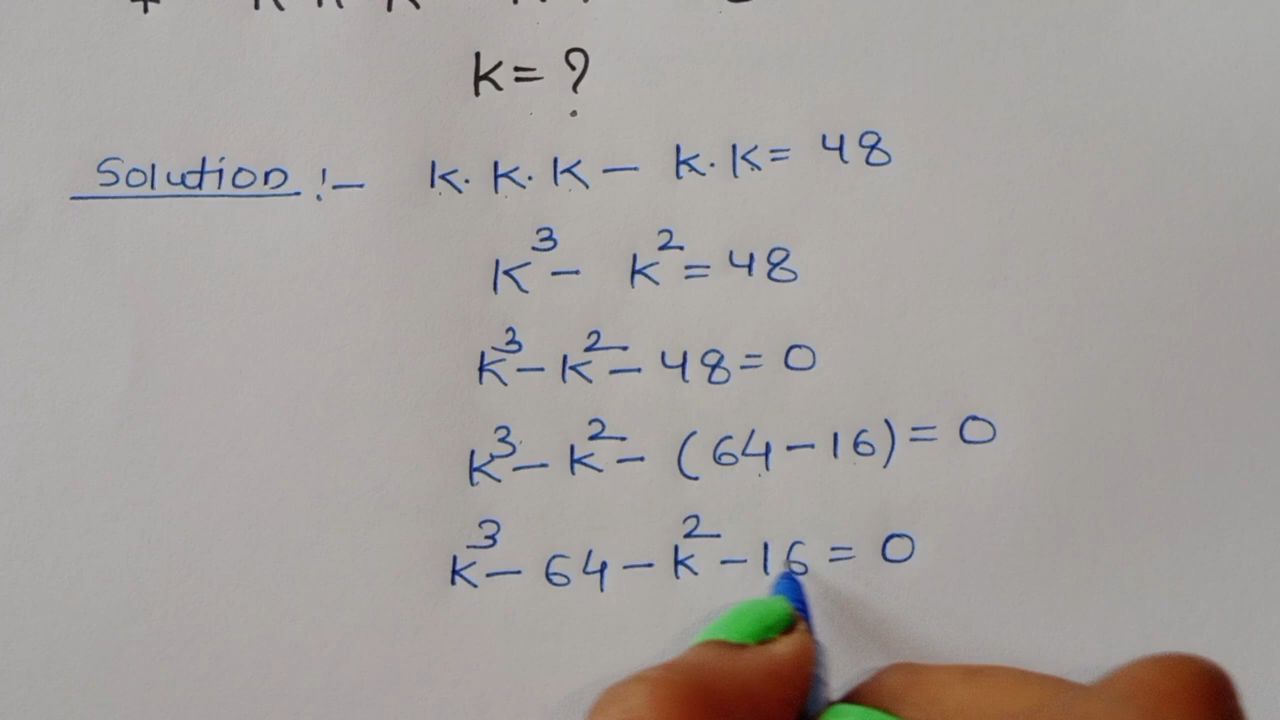 K = ?
Solution :- K. K. K - K. K = 48
K³ - K² = 48
K³ - K² - 48 = 0
K³ - K² - (64 - 16) = 0
K³ - 64 - K² - 16 = 0